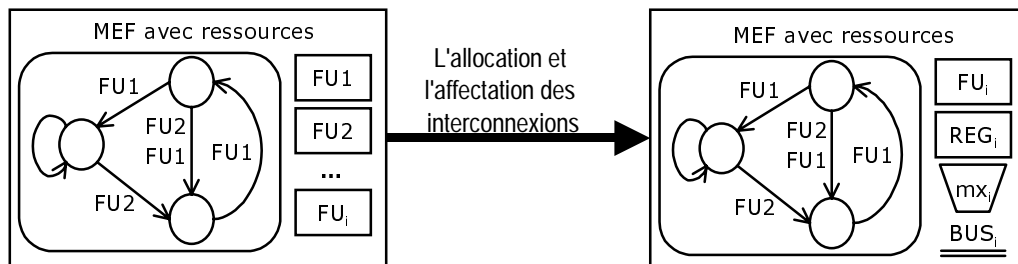 MEF avec ressources
FU1
FU2
FU1
FU1
FU2
FU1
FU2
...
FUi
L'allocation et
l'affectation des
interconnexions
MEF avec ressources
FU1
FU2
FU1
FU1
FU2
FUi
REGi
mxi
BUSi